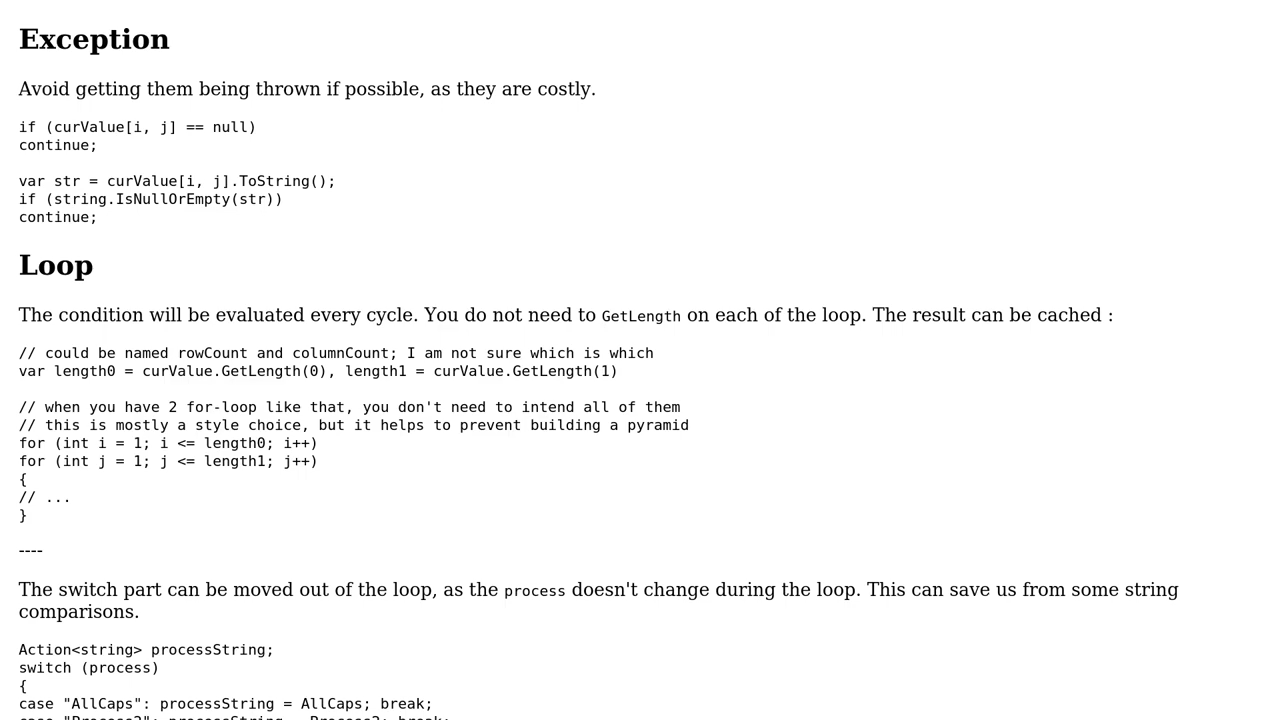 Exception
Avoid getting them being thrown if possible, as they are costly.
if (curValue[i, j] == null)
continue;
var str = curValue[i, j].ToString();
if (string.IsNullOrEmpty(str))
continue;
Loop
The condition will be evaluated every cycle. You do not need to GetLength on each of the loop. The result can be cached :
// could be named rowCount and columnCount; I am not sure which is which
var length0 = curValue.GetLength(0), length1 = curValue.GetLength(1)
// when you have 2 for-loop like that, you don't need to intend all of them
// this is mostly a style choice, but it helps to prevent building a pyramid
for (int i = 1; i <= length0; i++)
for (int j = 1; j <= length1; j++)
{
// ...
}
----
The switch part can be moved out of the loop, as the process doesn't change during the loop. This can save us from some string
comparisons.
Action<string> processString;
switch (process)
{
case "AllCaps": processString = AllCaps; break;
case "Process2": processString = Process2; break;